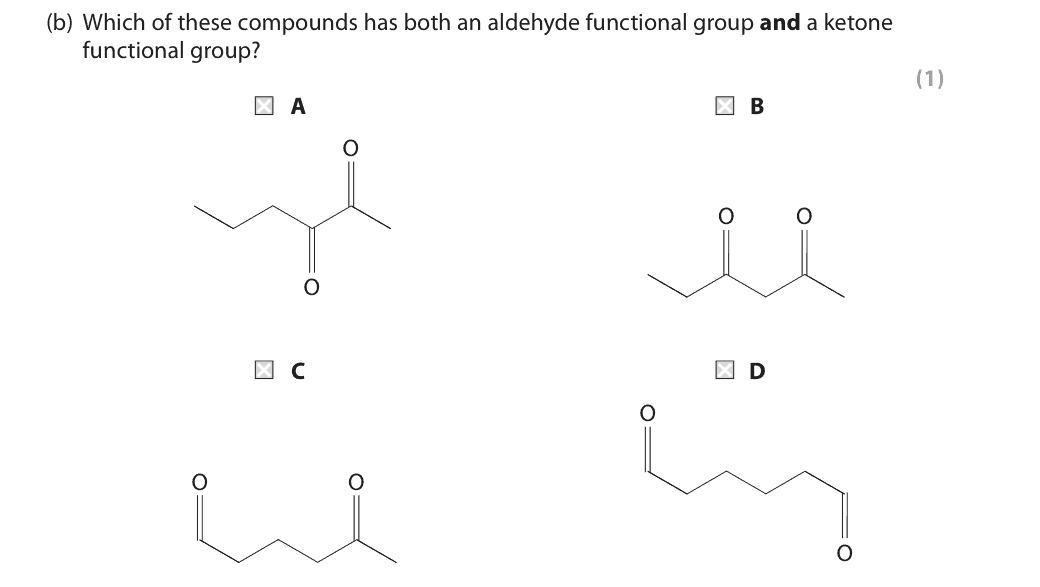 (b) Which of these compounds has both an aldehyde functional group and a ketone
functional group?
(1)
A
B
O
O
O O
O
C
D
O
O O
O